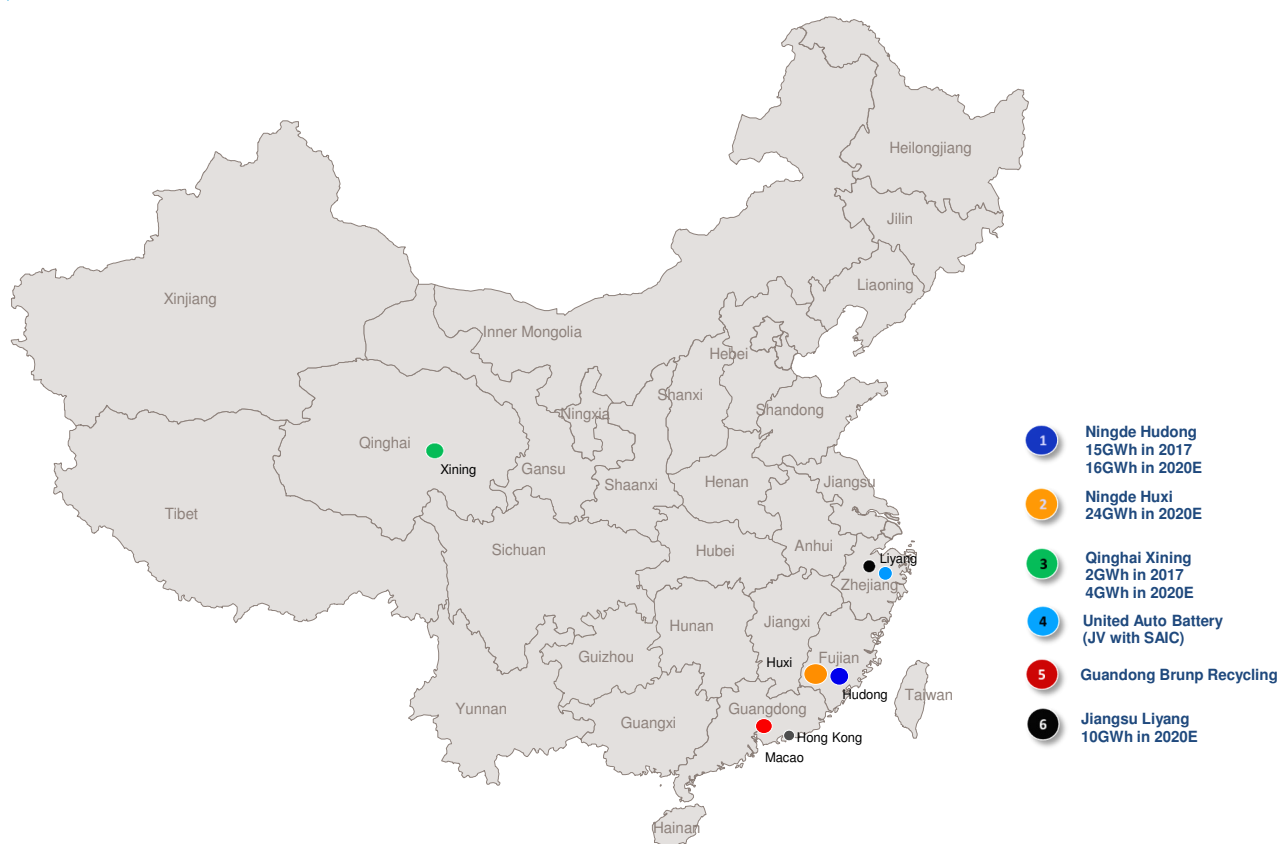 Heilongjiang
Jilin
Liaoning
Xinjiang
Inner Mongolia
Hebei
Shanxi
Shandong
Ningxia
Qinghai
Xining
Gansu
Shaanxi
Henan
Jiangsu
Tibet
Sichuan
Hubei
Anhui
Liyang
Zhejiang
Hunan
Jiangxi
Guizhou
Huxi
Fujian
Hudong
Taiwan
Yunnan
Guangxi
Guangdong
Hong Kong
Macao
Hainan
1
Ningde Hudong
15GWh in 2017
16GWh in 2020E
2
Ningde Huxi
24GWh in 2020E
3
Qinghai Xining
2GWh in 2017
4GWh in 2020E
4
United Auto Battery
(JV with SAIC)
5
Guandong Brunp Recycling
6
Jiangsu Liyang
10GWh in 2020E